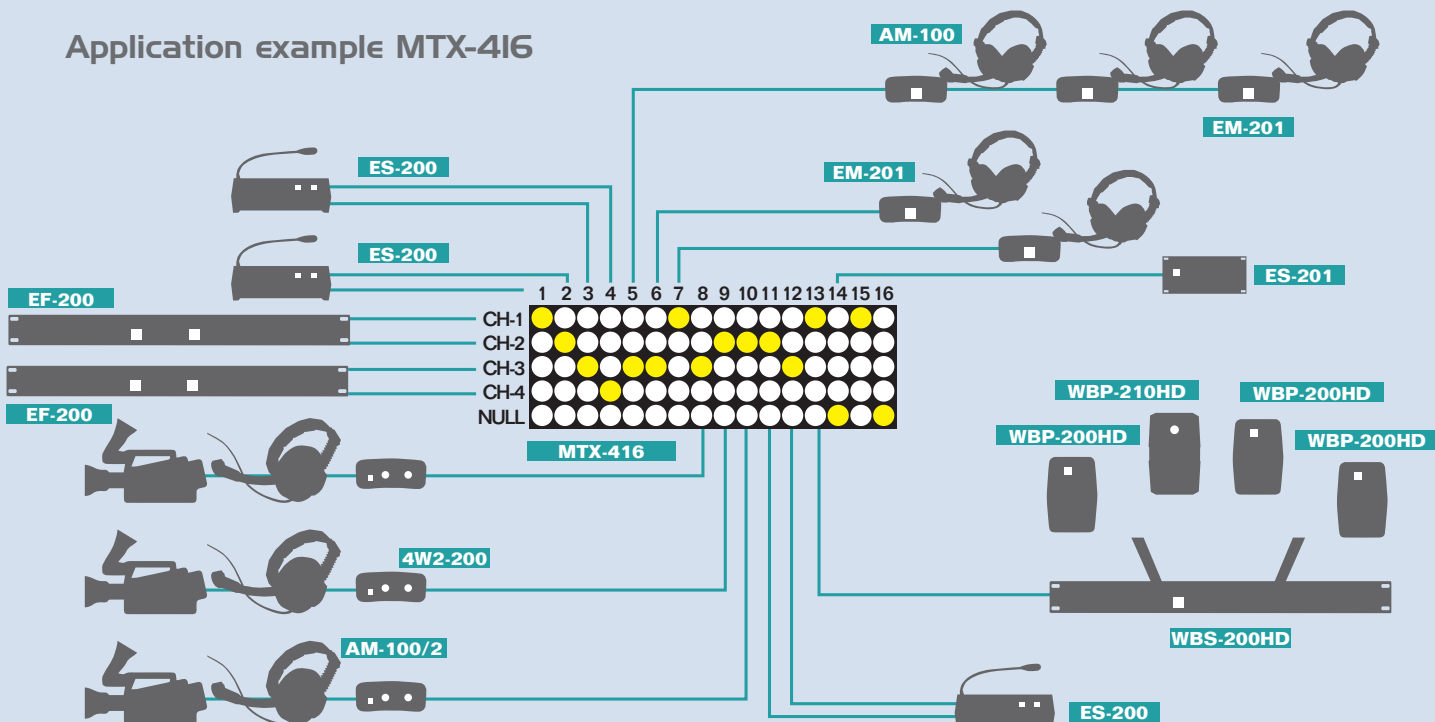 Application example MTX-416
AM-100
EM-201
ES-200
EM-201
ES-200
ES-201
EF-200
1 2 3 4 5 6 7 8 9 10 11 12 13 14 15 16
CH-1
CH-2
CH-3
CH-4
NULL
EF-200
MTX-416
WBP-210HD
WBP-200HD
WBP-200HD
WBP-200HD
4W2-200
WBS-200HD
AM-100/2
ES-200